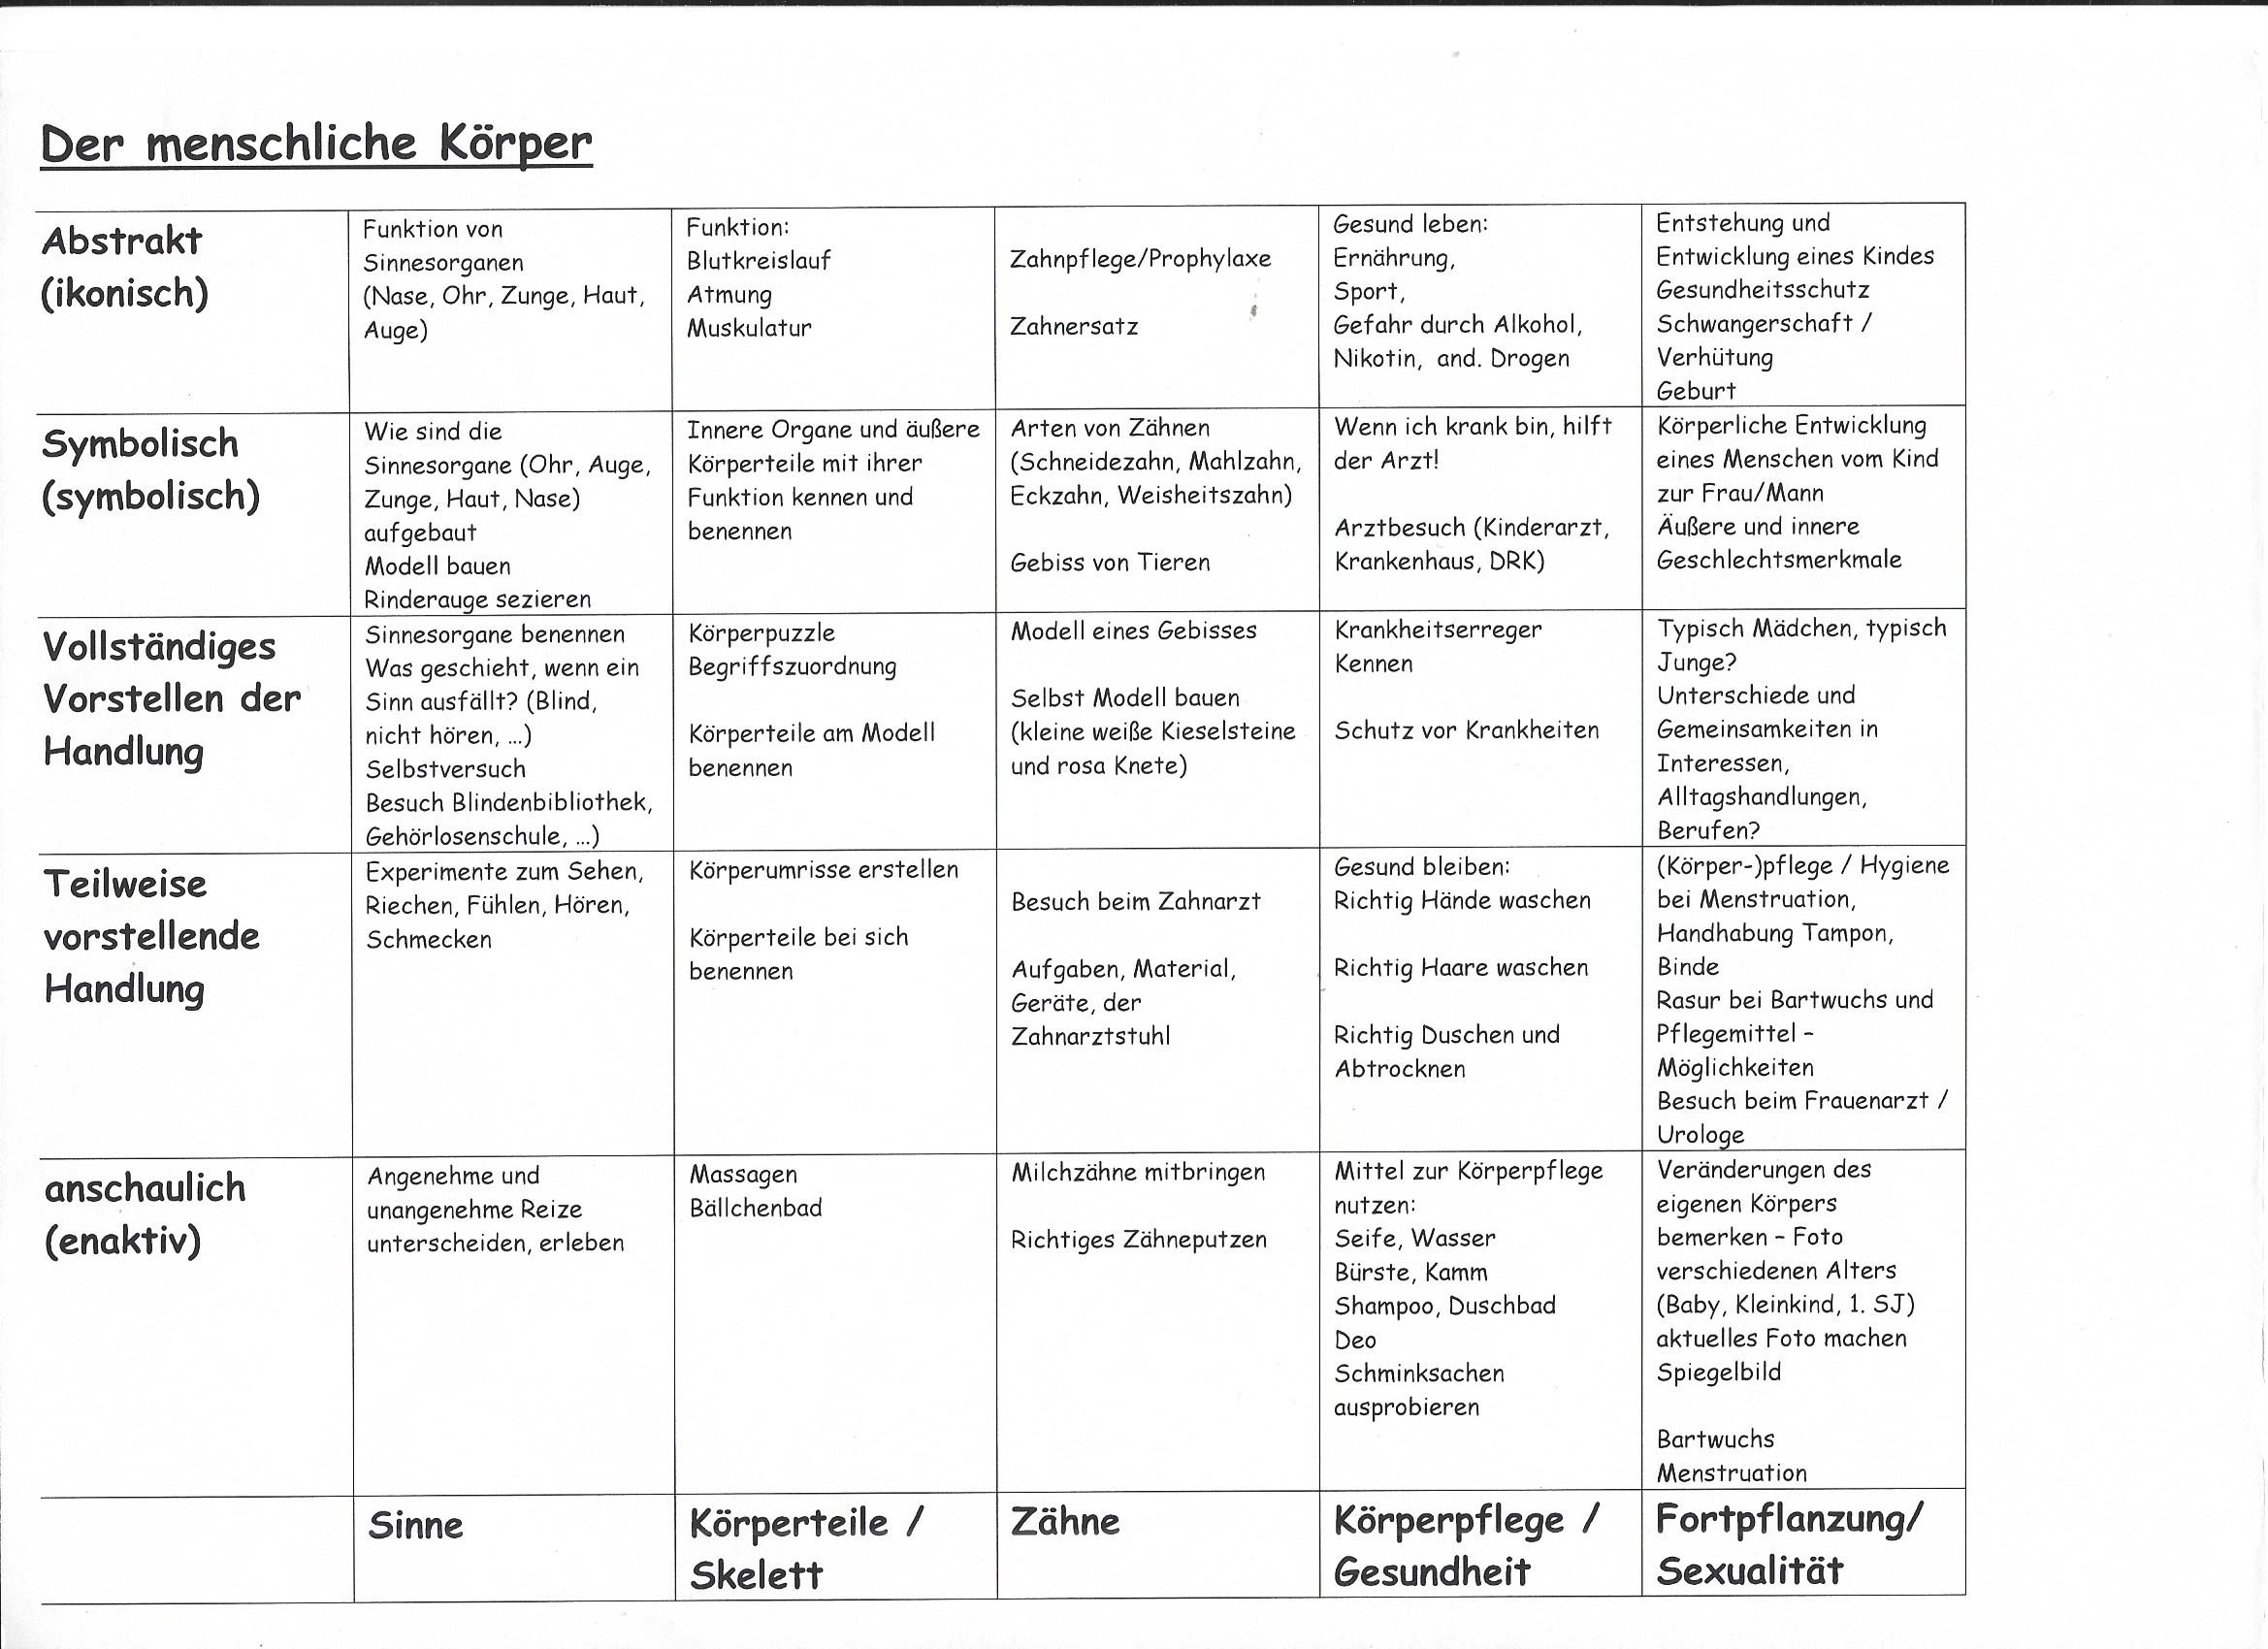 Der menschliche Körper
Abstrakt
(ikonisch)
Funktion von
Sinnesorganen
(Nase, Ohr, Zunge, Haut,
Auge)
Funktion:
Blutkreislauf
Atmung
Muskulatur
Zahnpflege/Prophylaxe
Zahnersatz
Gesund leben:
Ernährung,
Sport,
Gefahr durch Alkohol,
Nikotin, and. Drogen
Entstehung und
Entwicklung eines Kindes
Gesundheitsschutz
Schwangerschaft /
Verhütung
Geburt
Symbolisch
(symbolisch)
Wie sind die
Sinnesorgane (Ohr, Auge,
Zunge, Haut, Nase)
aufgebaut
Modell bauen
Rinderauge sezieren
Innere Organe und äußere
Körperteile mit ihrer
Funktion kennen und
benennen
Arten von Zähnen
(Schneidezahn, Mahlzahn,
Eckzahn, Weisheitszahn)
Gebiss von Tieren
Wenn ich krank bin, hilft
der Arzt!
Arztbesuch (Kinderarzt,
Krankenhaus, DRK)
Körperliche Entwicklung
eines Menschen vom Kind
zur Frau/Mann
Äußere und innere
Geschlechtsmerkmale
Vollständiges
Vorstellen der
Handlung
Sinnesorgane benennen
Was geschieht, wenn ein
Sinn ausfällt? (Blind,
nicht hören, …)
Selbstversuch
Besuch Blindenbibliothek,
Gehörlosenschule, …)
Körperpuzzle
Begriffszuordnung
Körperteile am Modell
benennen
Modell eines Gebisses
Selbst Modell bauen
(kleine weiße Kieselsteine
und rosa Knete)
Krankheitserreger
Kennen
Schutz vor Krankheiten
Typisch Mädchen, typisch
Junge?
Unterschiede und
Gemeinsamkeiten in
Interessen,
Alltagshandlungen,
Berufen?
Teilweise
vorstellende
Handlung
Experimente zum Sehen,
Riechen, Fühlen, Hören,
Schmecken
Körperumrisse erstellen
Körperteile bei sich
benennen
Besuch beim Zahnarzt
Aufgaben, Material,
Geräte, der
Zahnarztstuhl
Gesund bleiben:
Richtig Hände waschen
Richtig Haare waschen
Richtig Duschen und
Abtrocknen
(Körper-)pflege / Hygiene
bei Menstruation,
Handhabung Tampon,
Binde
Rasur bei Bartwuchs und
Pflegemittel -
Möglichkeiten
Besuch beim Frauenarzt /
Urologe
anschaulich
(enaktiv)
Angenehme und
unangenehme Reize
unterscheiden, erleben
Massagen
Bällchenbad
Milchzähne mitbringen
Richtiges Zähneputzen
Mittel zur Körperpflege
nutzen:
Seife, Wasser
Bürste, Kamm
Shampoo, Duschbad
Deo
Schminksachen
ausprobieren
Veränderungen des
eigenen Körpers
bemerken - Foto
verschiedenen Alters
(Baby, Kleinkind, 1. SJ)
aktuelles Foto machen
Spiegelbild
Bartwuchs
Menstruation
Sinne
Körperteile /
Skelett
Zähne
Körperpflege /
Gesundheit
Fortpflanzung/
Sexualität